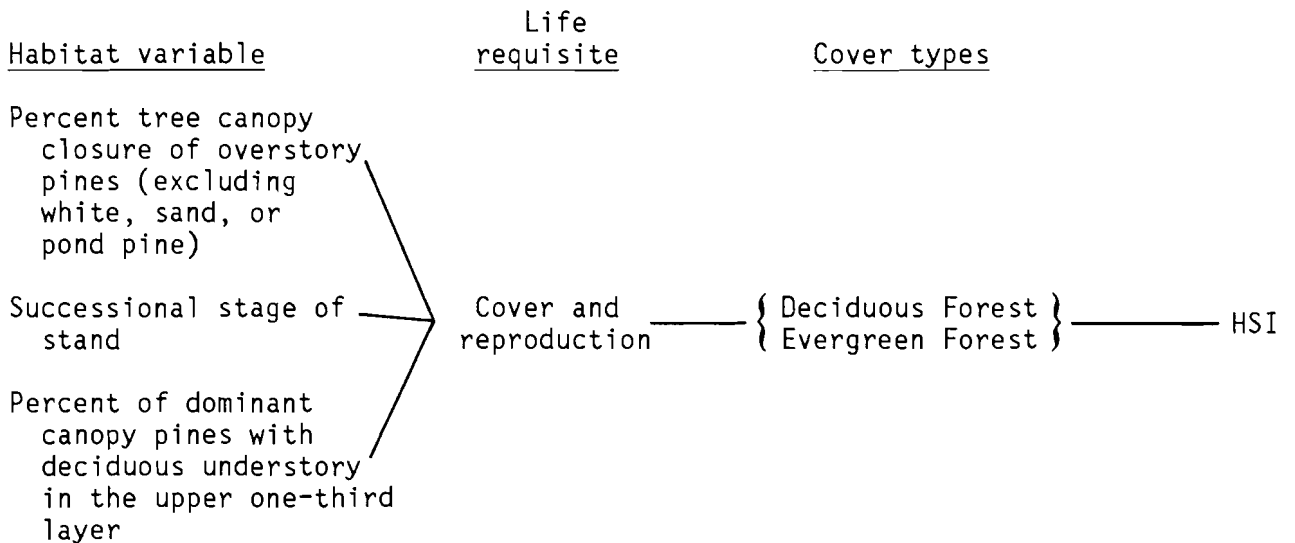 Habitat variable
Life
requisite
Cover types
Percent tree canopy
closure of overstory
pines (excluding
white, sand, or
pond pine)
Successional stage of
stand
Percent of dominant
canopy pines with
deciduous understory
in the upper one-third
layer
Cover and
reproduction
Deciduous Forest
Evergreen Forest
HSI